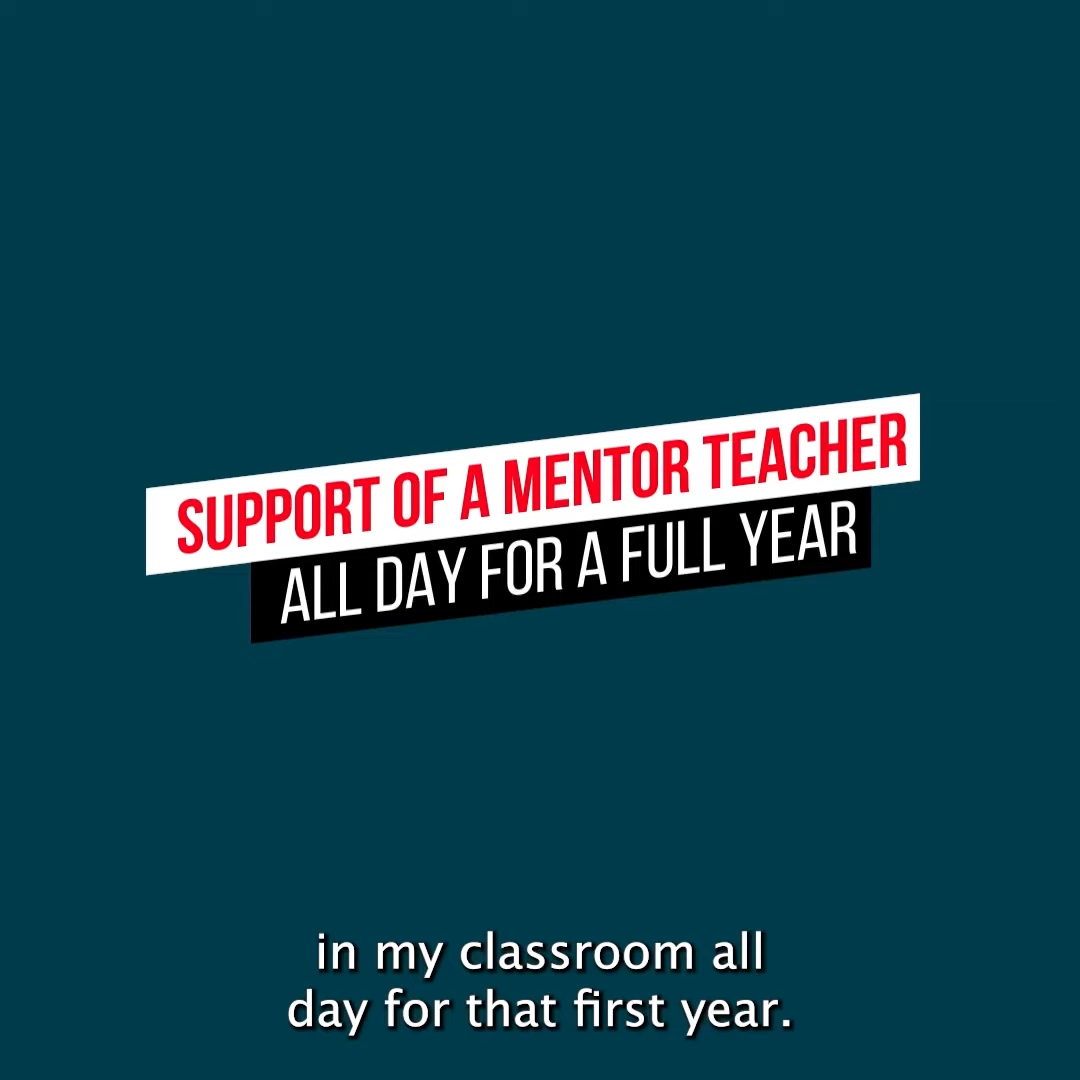 SUPPORT OF A MENTOR TEACHER
ALL DAY FOR A FULL YEAR
in my classroom all
day for that first year.